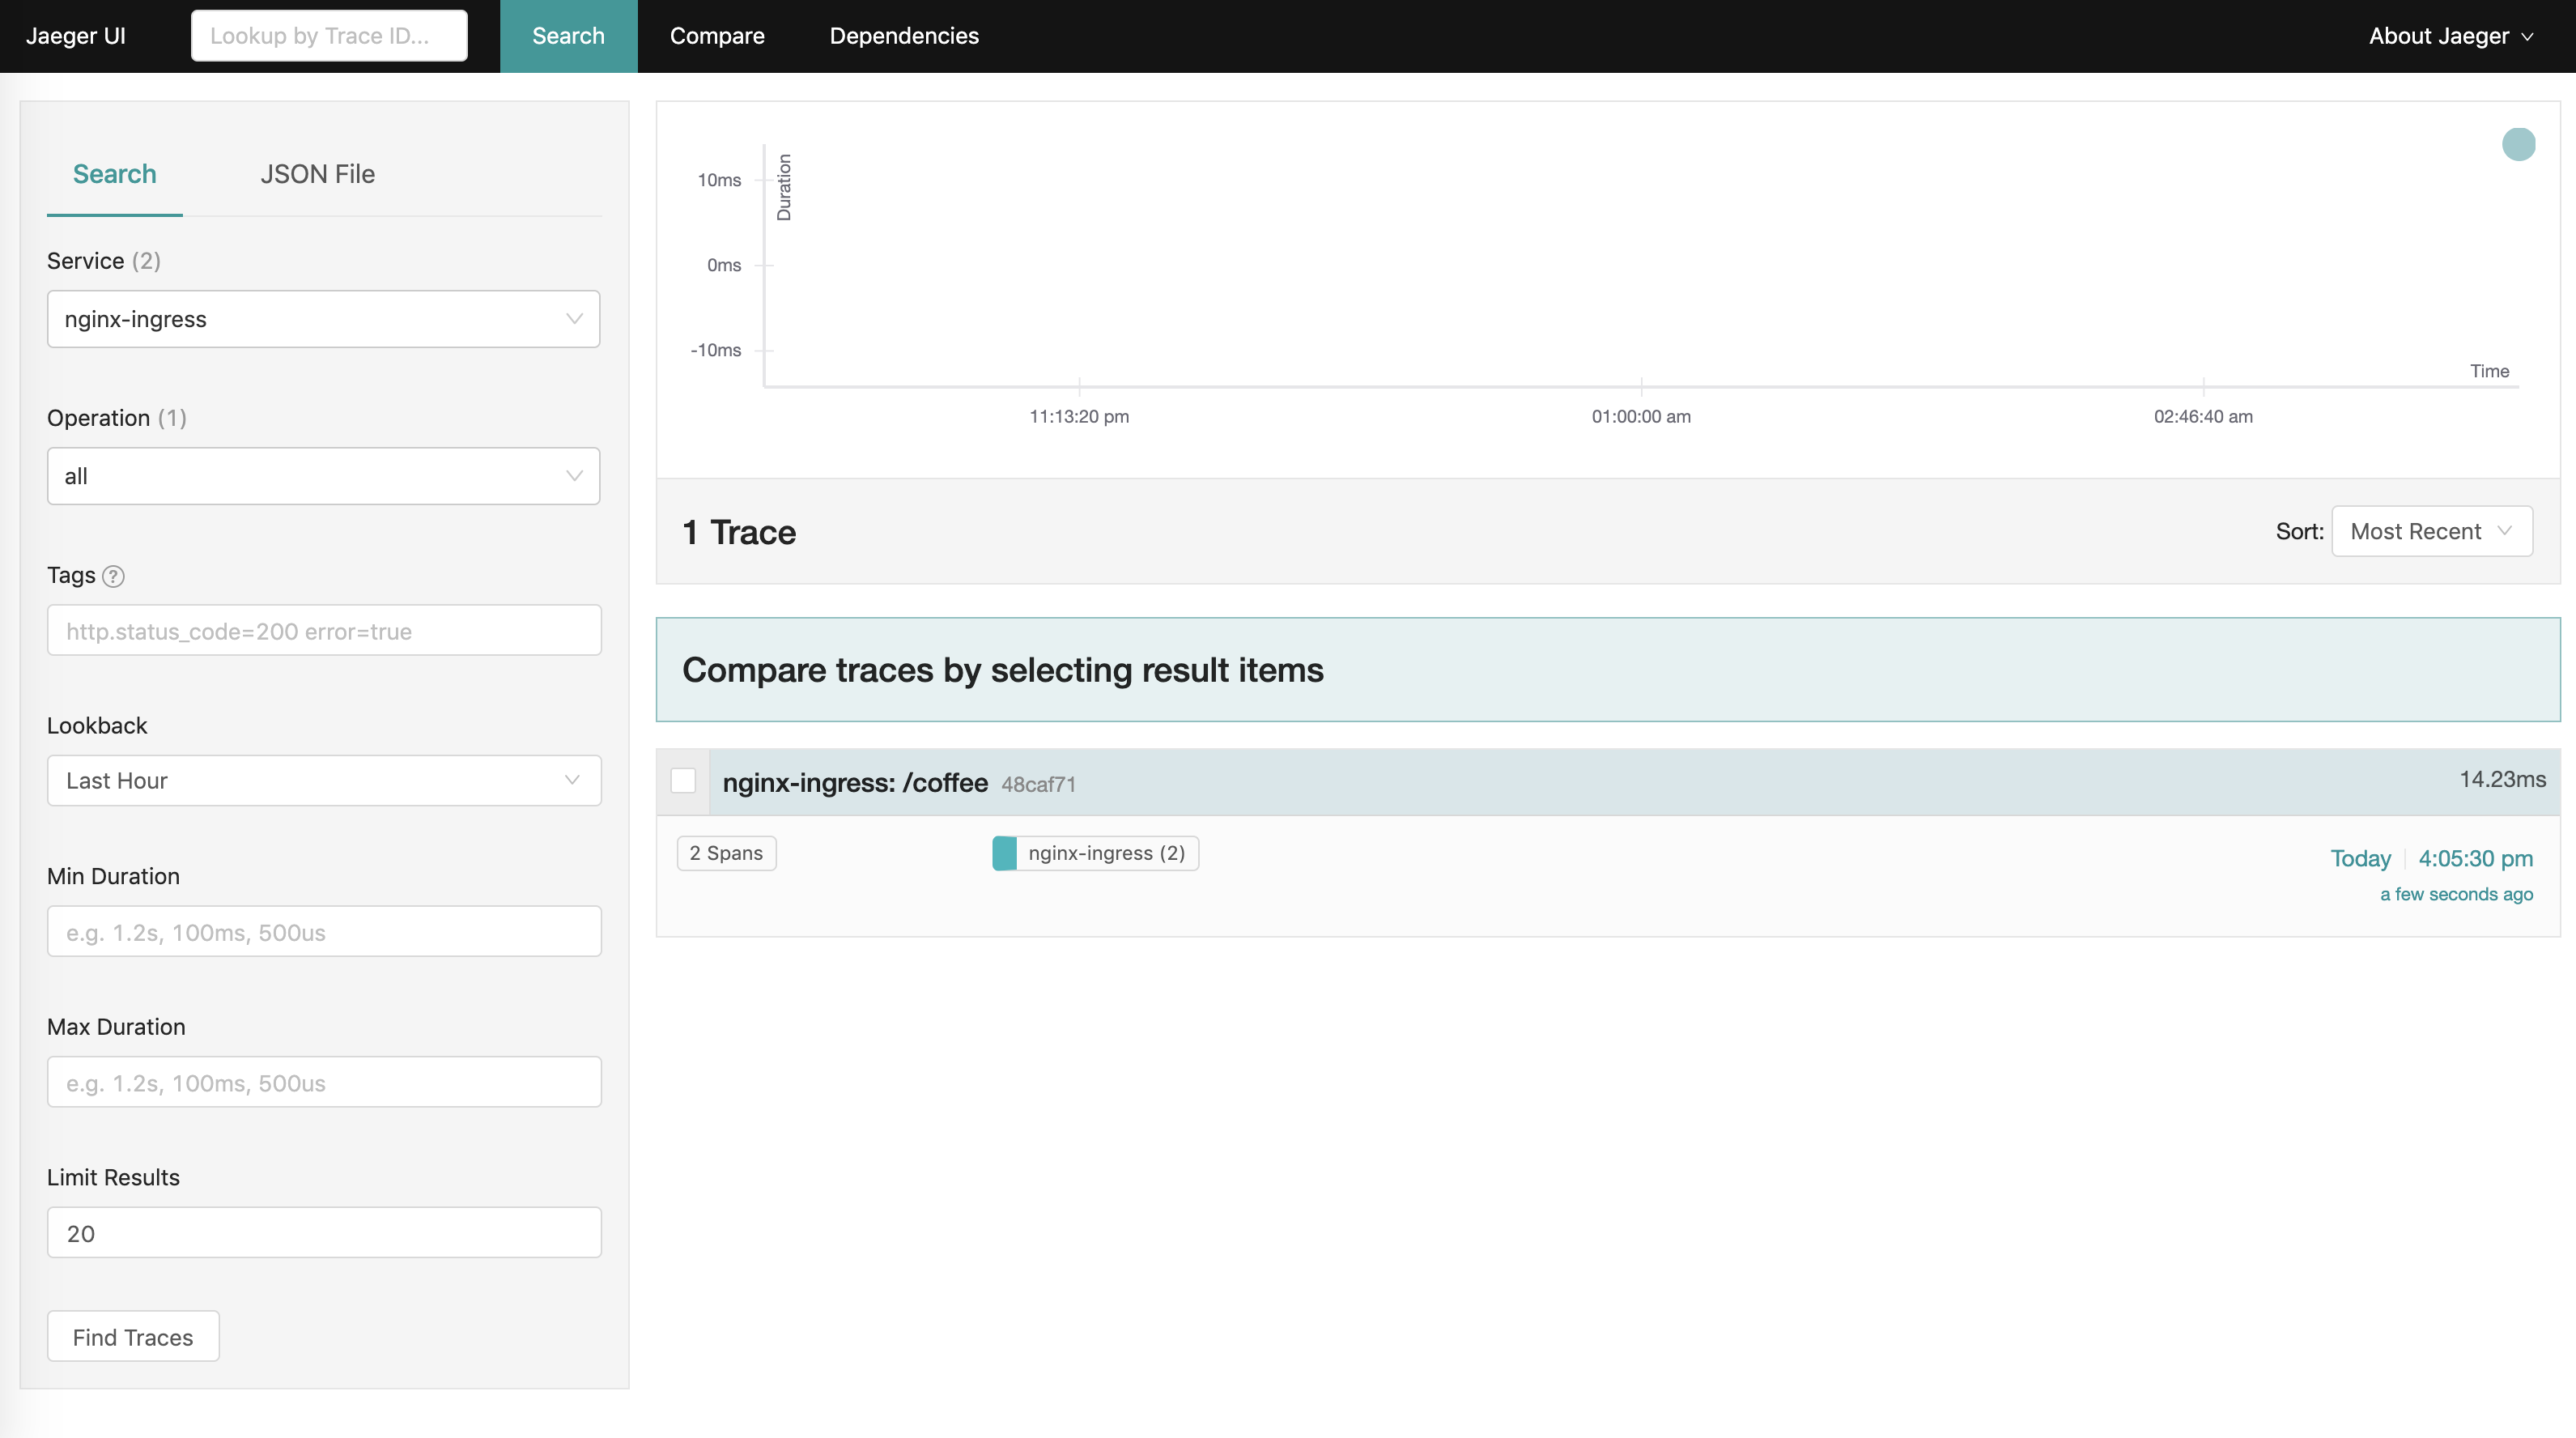 Jaeger UI
Lookup by Trace ID...
Search
Compare
Dependencies
About Jaeger
Search
JSON File
Service (2)
nginx-ingress
Operation (1)
all
Tags ?
http.status_code=200 error=true
Lookback
Last Hour
Min Duration
e.g. 1.2s, 100ms, 500us
Max Duration
e.g. 1.2s, 100ms, 500us
Limit Results
20
Find Traces
Duration
10ms
0ms
-10ms
Time
11:13:20 pm
01:00:00 am
02:46:40 am
1 Trace
Sort: Most Recent
Compare traces by selecting result items
nginx-ingress: /coffee 48caf71
14.23ms
2 Spans
nginx-ingress (2)
Today 4:05:30 pm
a few seconds ago